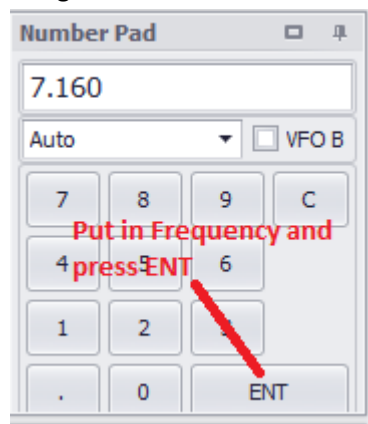 Number Pad
7.160
Auto VFO B
7 8 9 C
Put in Frequency and
press ENT
4 5 6
1 2
. 0 ENT